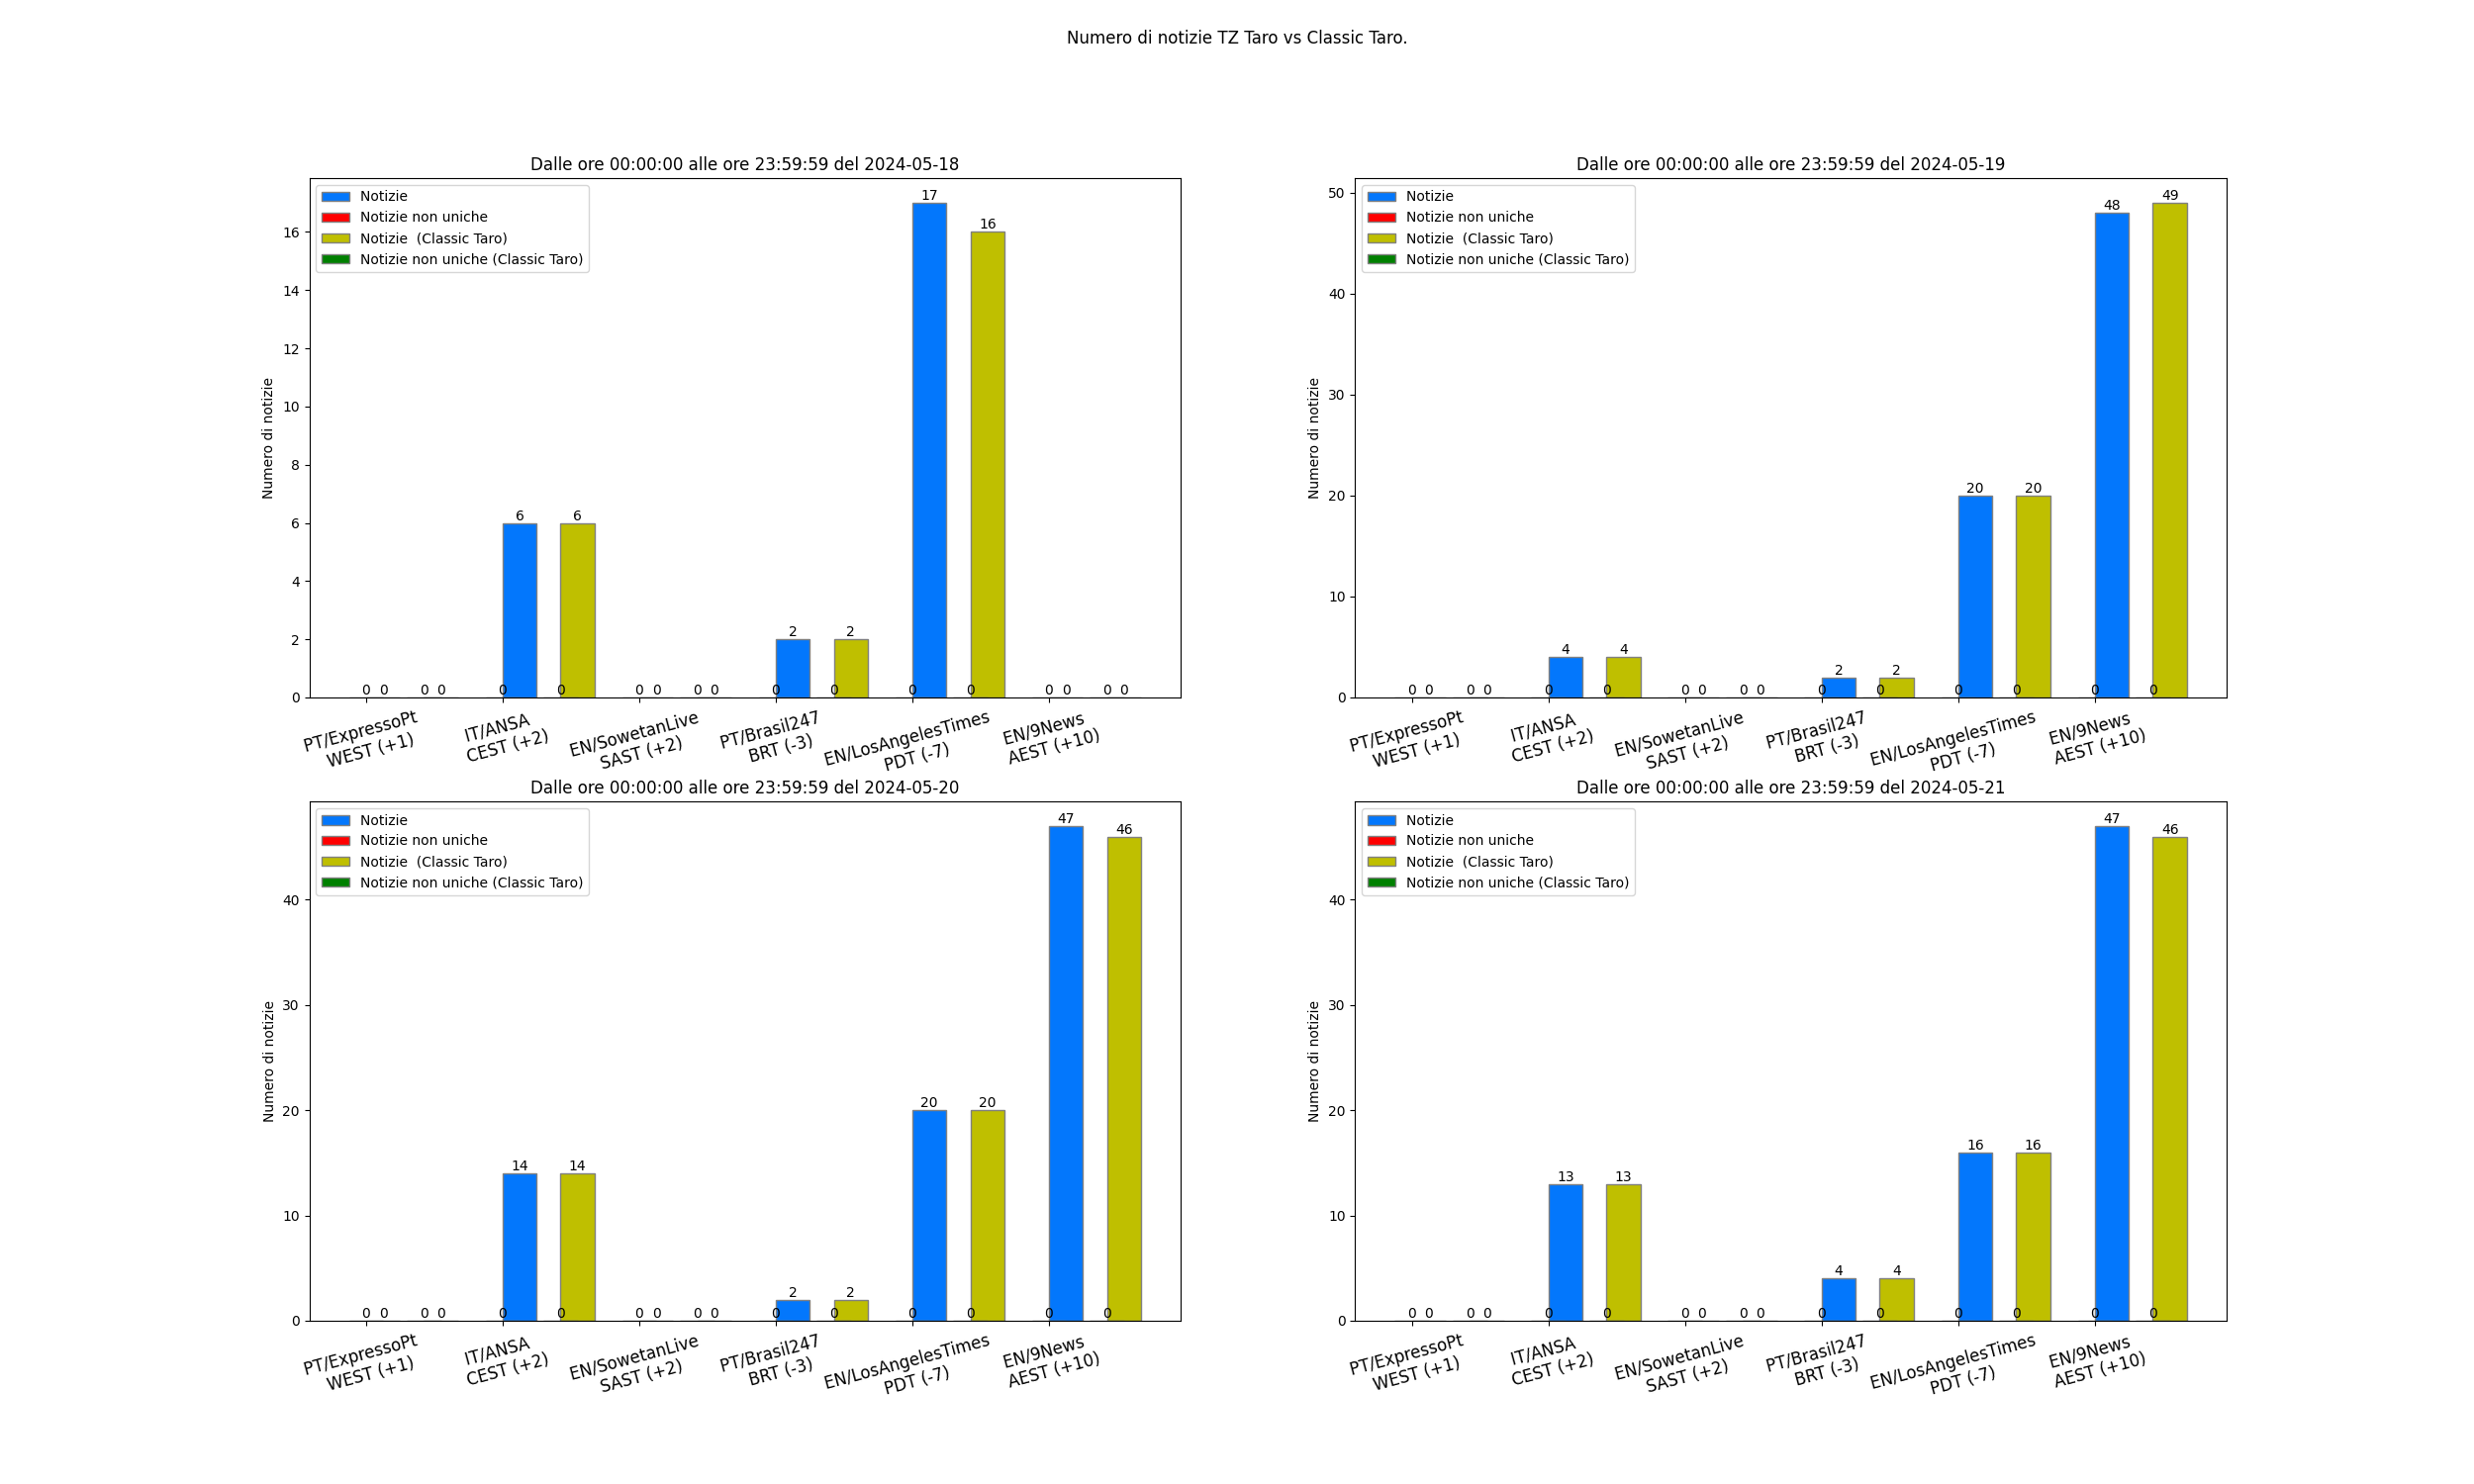 Numero di notizie TZ Taro vs Classic Taro.
Dalle ore 00:00:00 alle ore 23:59:59 del 2024-05-18
Notizie
Notizie non uniche
Notizie  (Classic Taro)
Notizie non uniche (Classic Taro)
Numero di notizie
16
14
12
10
8
6
4
2
0
17
16
6
6
2
2
0 0 0 0 0 0 0 0 0 0 0 0 0 0 0 0 0 0
PT/ExpressoPt
WEST (+1)
IT/ANSA
CEST (+2)
EN/SowetanLive
SAST (+2)
PT/Brasil247
BRT (-3)
EN/LosAngelesTimes
PDT (-7)
EN/9News
AEST (+10)
Dalle ore 00:00:00 alle ore 23:59:59 del 2024-05-19
Notizie
Notizie non uniche
Notizie  (Classic Taro)
Notizie non uniche (Classic Taro)
Numero di notizie
50
40
30
20
10
0
48
49
20
20
4
4
2
2
0 0 0 0 0 0 0 0 0 0 0 0 0 0 0 0
PT/ExpressoPt
WEST (+1)
IT/ANSA
CEST (+2)
EN/SowetanLive
SAST (+2)
PT/Brasil247
BRT (-3)
EN/LosAngelesTimes
PDT (-7)
EN/9News
AEST (+10)
Dalle ore 00:00:00 alle ore 23:59:59 del 2024-05-20
Notizie
Notizie non uniche
Notizie  (Classic Taro)
Notizie non uniche (Classic Taro)
Numero di notizie
40
30
20
10
0
47
46
20
20
14
14
2
2
0 0 0 0 0 0 0 0 0 0 0 0 0 0 0 0
PT/ExpressoPt
WEST (+1)
IT/ANSA
CEST (+2)
EN/SowetanLive
SAST (+2)
PT/Brasil247
BRT (-3)
EN/LosAngelesTimes
PDT (-7)
EN/9News
AEST (+10)
Dalle ore 00:00:00 alle ore 23:59:59 del 2024-05-21
Notizie
Notizie non uniche
Notizie  (Classic Taro)
Notizie non uniche (Classic Taro)
Numero di notizie
40
30
20
10
0
47
46
16
16
13
13
4
4
0 0 0 0 0 0 0 0 0 0 0 0 0 0 0 0
PT/ExpressoPt
WEST (+1)
IT/ANSA
CEST (+2)
EN/SowetanLive
SAST (+2)
PT/Brasil247
BRT (-3)
EN/LosAngelesTimes
PDT (-7)
EN/9News
AEST (+10)